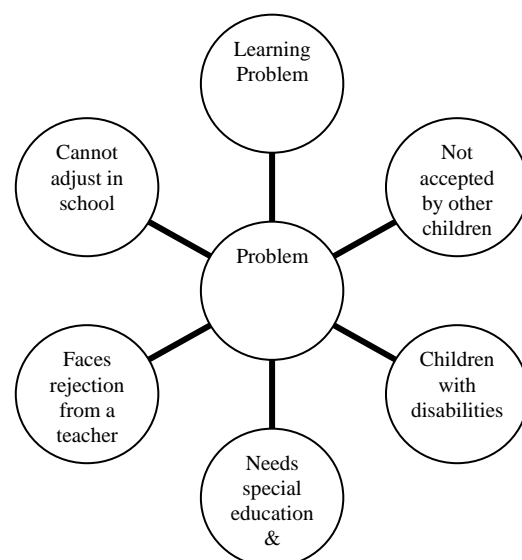 Learning
Problem
Cannot
adjust in
school
Not
accepted
by other
children
Problem
Faces
rejection
from a
teacher
Children
with
disabilities
Needs
special
education
&